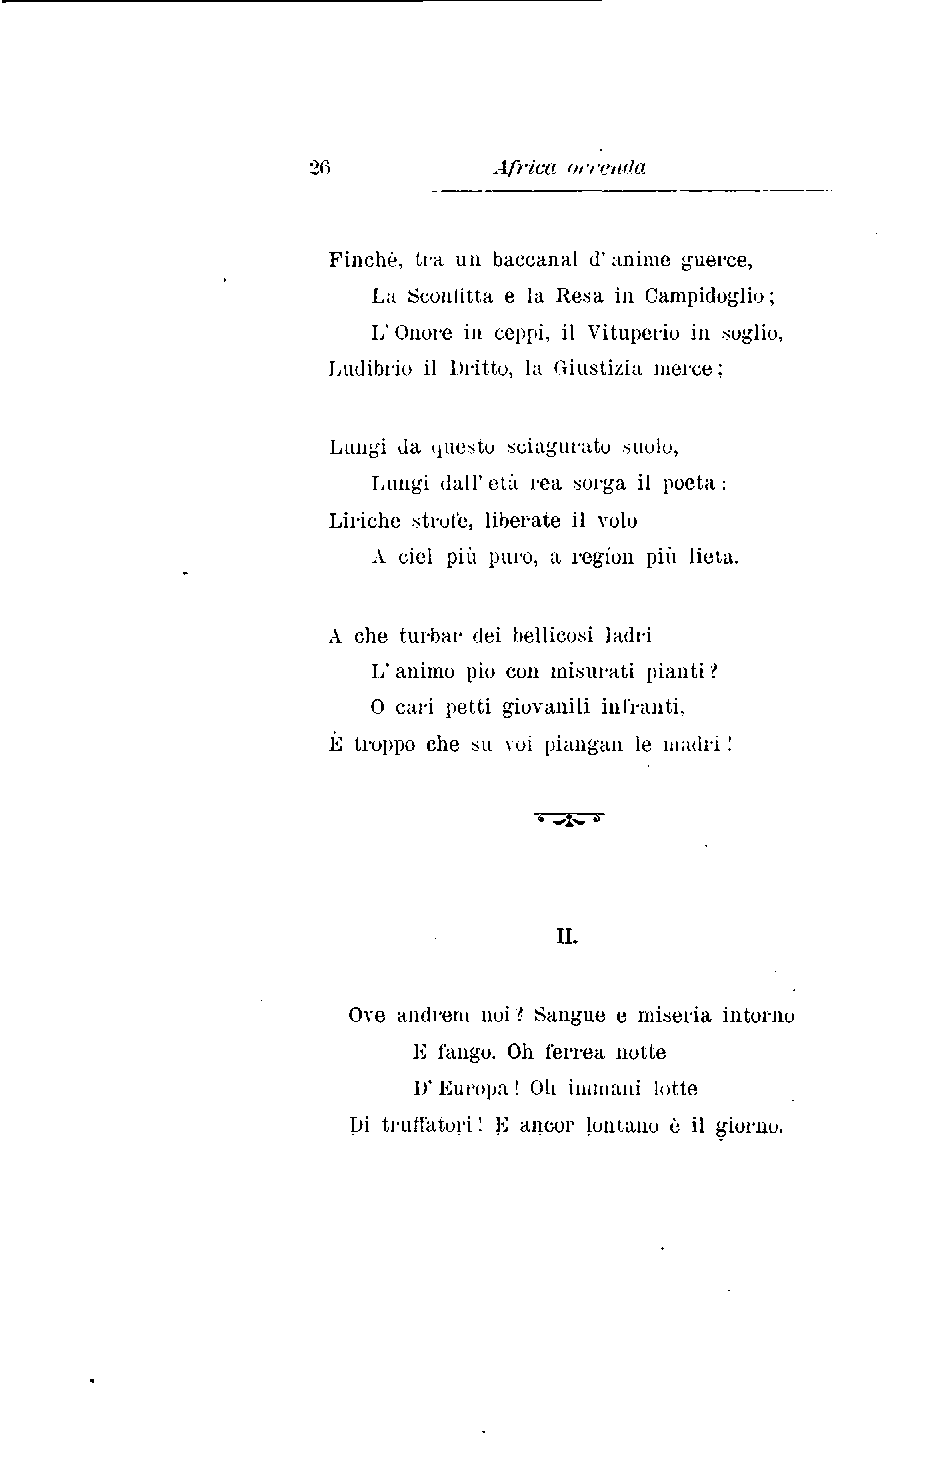 26 Africa orrenda
Finchè, tra un baccanal d' anime guerce,
La Sconfitta e la Resa in Campidoglio;
L' Onore in ceppi, il Vituperio in soglio,
Ludibrio il Dritto, la Giustizia merce;
Lungi da questo sciagurato suolo,
Lungi dall' età rea sorga il poeta:
Liriche strofe, liberate il volo
A ciel più puro, a regïon più lieta.
A che turbar dei bellicosi ladri
L' animo pio con misurati pianti?
O cari petti giovanili infranti,
È troppo che su voi piangan le madri!
II.
Ove andrem noi? Sangue e miseria intorno
E fango. Oh ferrea notte
D' Europa! Oh immani lotte
Di truffatori! E ancor lontano è il giorno.